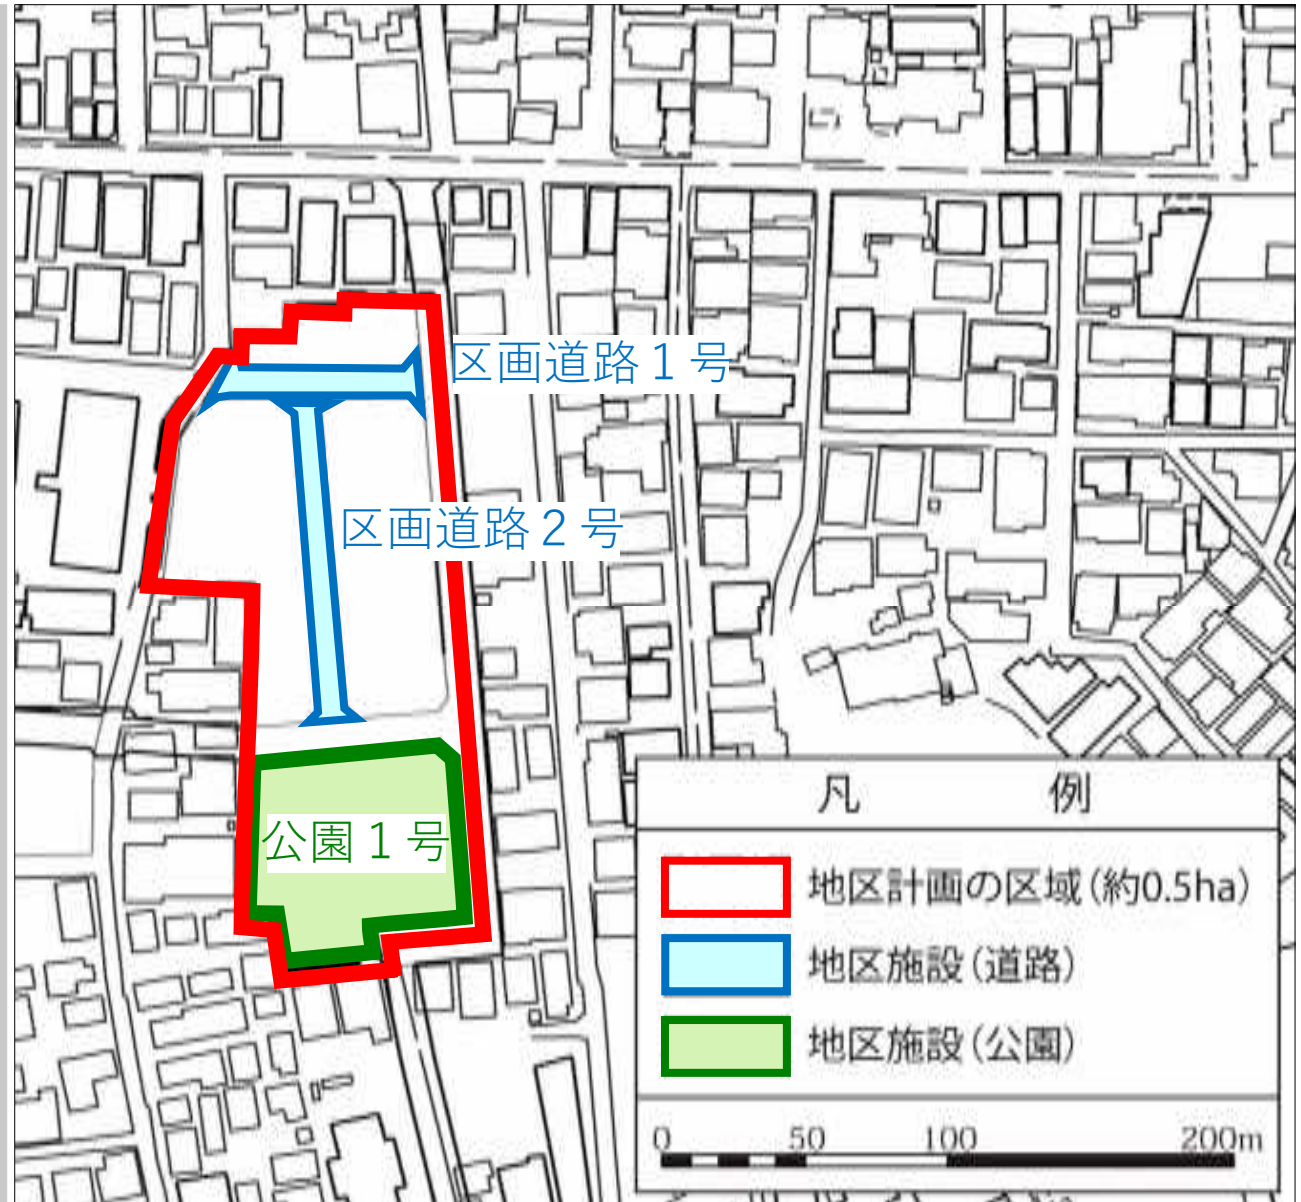 区画道路１号
区画道路２号
公園１号
凡 例
地区計画の区域(約0.5ha)
地区施設(道路)
地区施設(公園)
0 50 100 200m